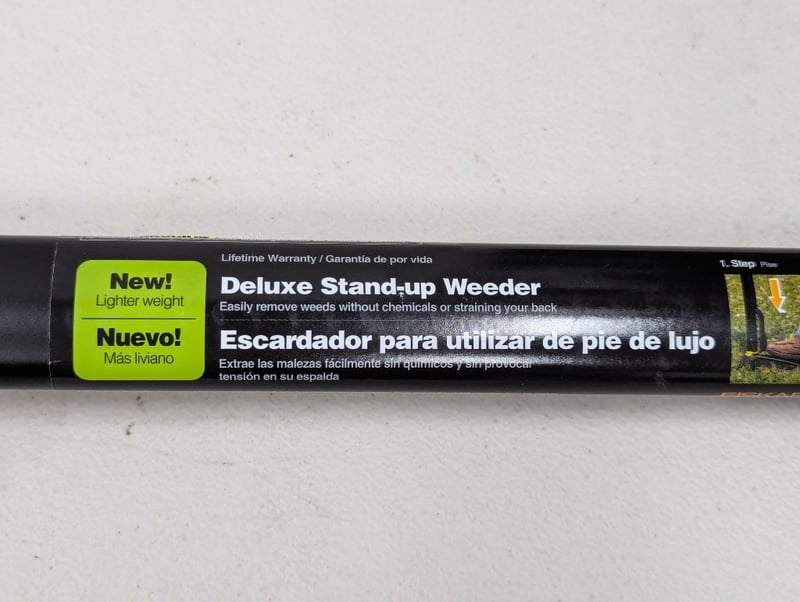 New!
Lighter weight
Nuevo!
Más liviano
Lifetime Warranty / Garantía de por vida
Deluxe Stand-up Weeder
Easily remove weeds without chemicals or straining your back
Escardador para utilizar de pie de lujo
Extrae las malezas fácilmente sin químicos y sin provocar
tensión en su espalda
1. Step Pise